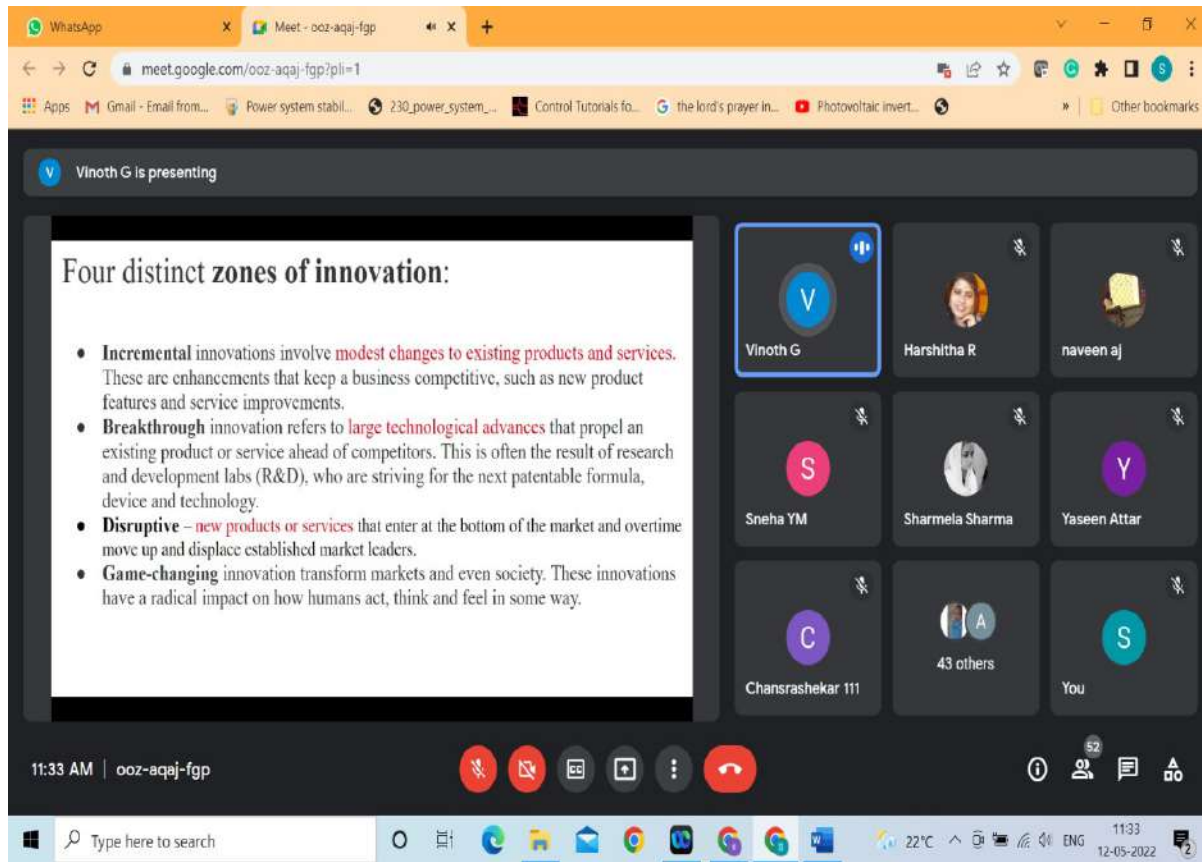 WhatsApp
Meet - ooz-aqaj-fgp
meet.google.com/ooz-aqaj-fgp?pli=1
Apps
Gmail - Email from...
Power system stabil...
230_power_system_...
Control Tutorials fo...
the lord's prayer in...
Photovoltaic invert...
»
Other bookmarks
V
Vinoth G is presenting
Four distinct zones of innovation:
● Incremental innovations involve modest changes to existing products and services.
These are enhancements that keep a business competitive, such as new product
features and service improvements.
● Breakthrough innovation refers to large technological advances that propel an
existing product or service ahead of competitors. This is often the result of research
and development labs (R&D), who are striving for the next patentable formula,
device and technology.
● Disruptive – new products or services that enter at the bottom of the market and overtime
move up and displace established market leaders.
● Game-changing innovation transform markets and even society. These innovations
have a radical impact on how humans act, think and feel in some way.
V
Vinoth G
Harshitha R
naveen aj
S
Sneha YM
Sharmela Sharma
Y
Yaseen Attar
C
Chansrashekar 111
A
43 others
S
You
11:33 AM | ooz-aqaj-fgp
CC
52
Type here to search
22°C
ENG
11:33
12-05-2022
2